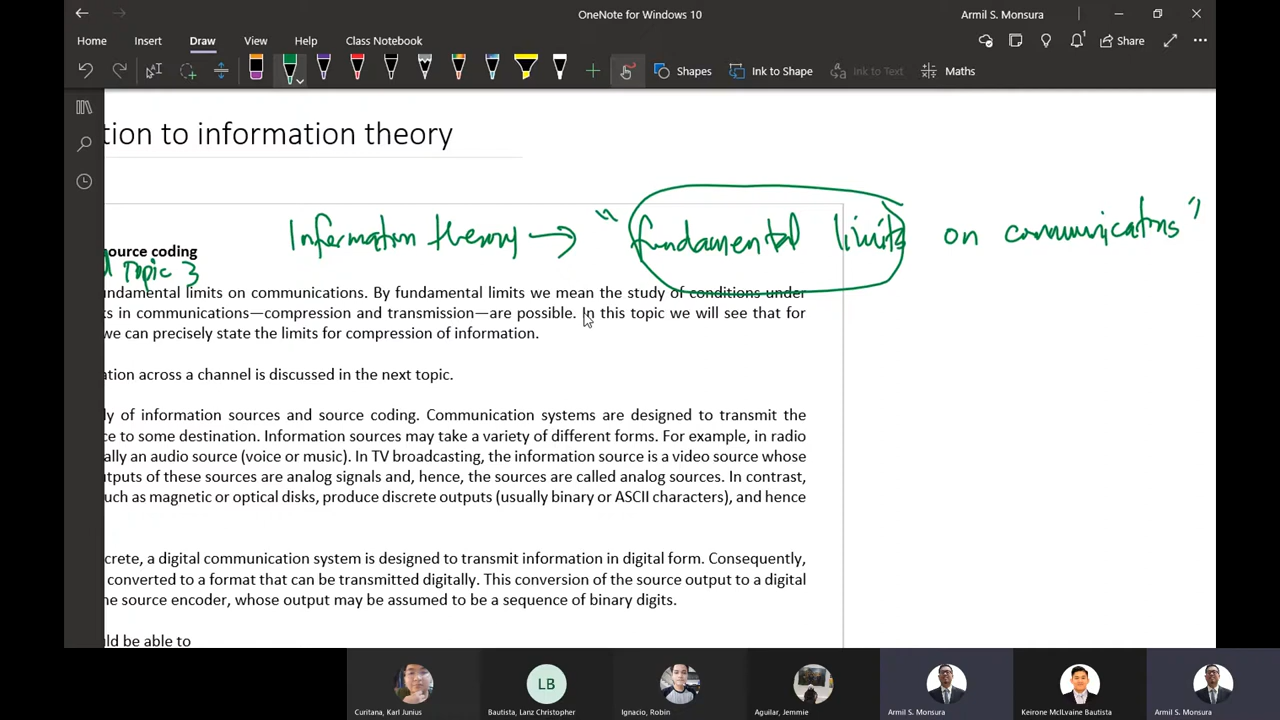 OneNote for Windows 10
Armil S. Monsura
Home Insert Draw View Help Class Notebook
Share
Shapes Ink to Shape Ink to Text Maths
tion to information theory
Information theory → "fundamental limits on communications"
ource coding
Topic 3
undamental limits on communications. By fundamental limits we mean the study of conditions under
s in communications—compression and transmission—are possible. In this topic we will see that for
we can precisely state the limits for compression of information.
ation across a channel is discussed in the next topic.
ly of information sources and source coding. Communication systems are designed to transmit the
ce to some destination. Information sources may take a variety of different forms. For example, in radio
ally an audio source (voice or music). In TV broadcasting, the information source is a video source whose
utputs of these sources are analog signals and, hence, the sources are called analog sources. In contrast,
uch as magnetic or optical disks, produce discrete outputs (usually binary or ASCII characters), and hence
crete, a digital communication system is designed to transmit information in digital form. Consequently,
converted to a format that can be transmitted digitally. This conversion of the source output to a digital
ne source encoder, whose output may be assumed to be a sequence of binary digits.
uld be able to
LB
Curitana, Karl Junius
Bautista, Lanz Christopher
Ignacio, Robin
Aguilar, Jemmie
Armil S. Monsura
Keirone McIlvaine Bautista
Armil S. Monsura